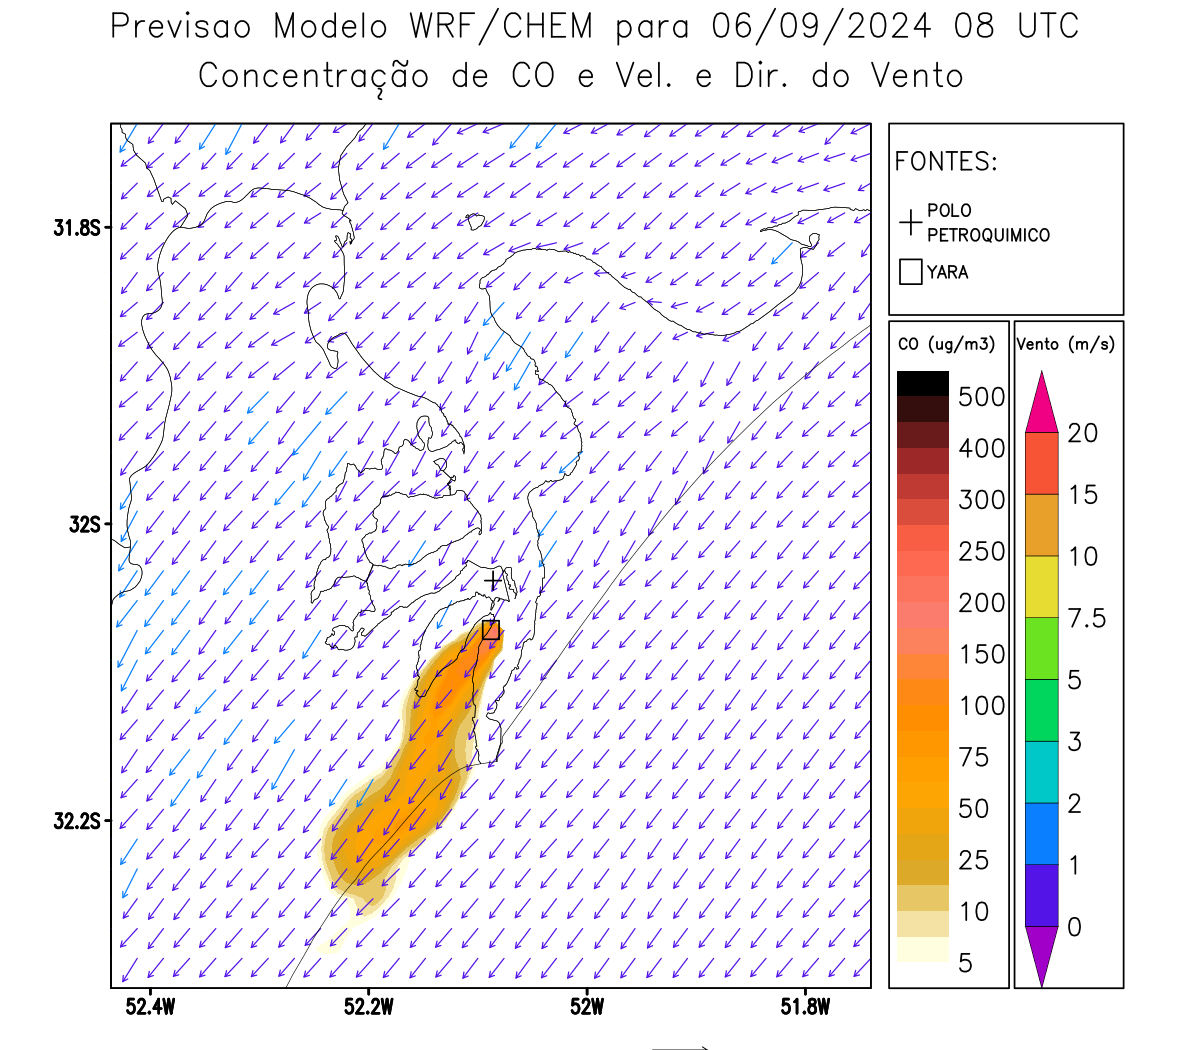 Previsao Modelo WRF/CHEM para 06/09/2024 08 UTC
Concentração de CO e Vel. e Dir. do Vento
FONTES:
POLO
PETROQUIMICO
YARA
CO (ug/m3)
500
400
300
250
200
150
100
75
50
25
10
5
Vento (m/s)
20
15
10
7.5
5
3
2
1
0
31.8S
32S
32.2S
52.4W
52.2W
52W
51.8W